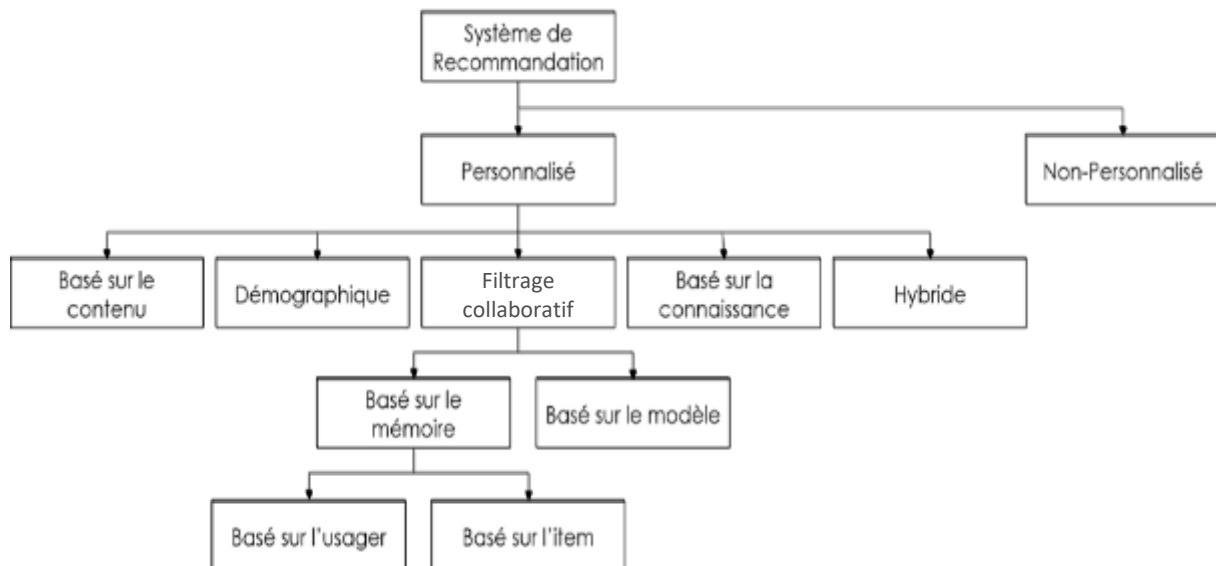 Système de
Recommandation
Personnalisé
Non-Personnalisé
Basé sur le
contenu
Démographique
Filtrage
collaboratif
Basé sur la
connaissance
Hybride
Basé sur le
mémoire
Basé sur le modèle
Basé sur l'usager
Basé sur l'item